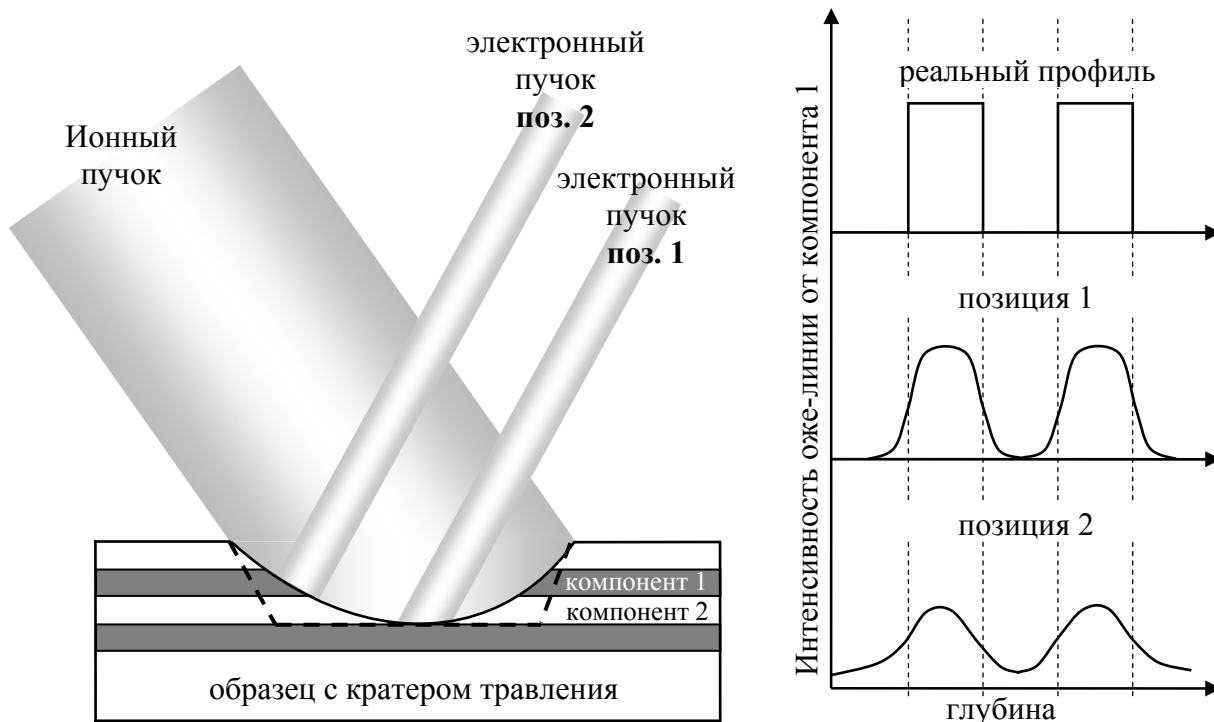 электронный
пучок
поз. 2
Ионный
пучок
электронный
пучок
поз. 1
компонент 1
компонент 2
образец с кратером травления
Интенсивность оже-линии от компонента 1
реальный профиль
позиция 1
позиция 2
глубина